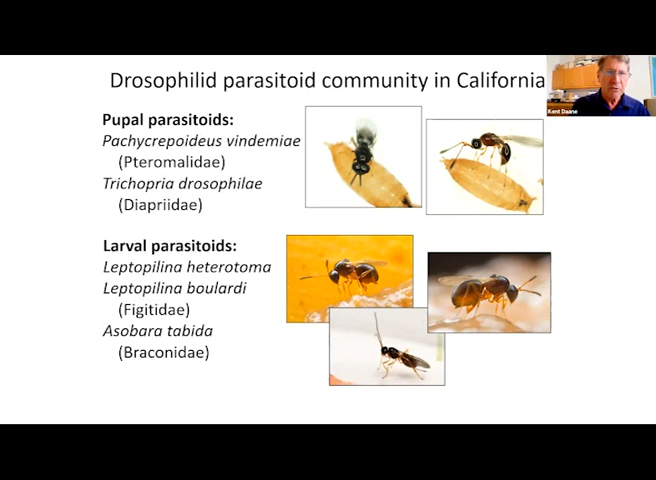 Drosophilid parasitoid community in California
Kent Daane
Pupal parasitoids:
Pachycrepoideus vindemiae
(Pteromalidae)
Trichopria drosophilae
(Diapriidae)
Larval parasitoids:
Leptopilina heterotoma
Leptopilina boulardi
(Figitidae)
Asobara tabida
(Braconidae)